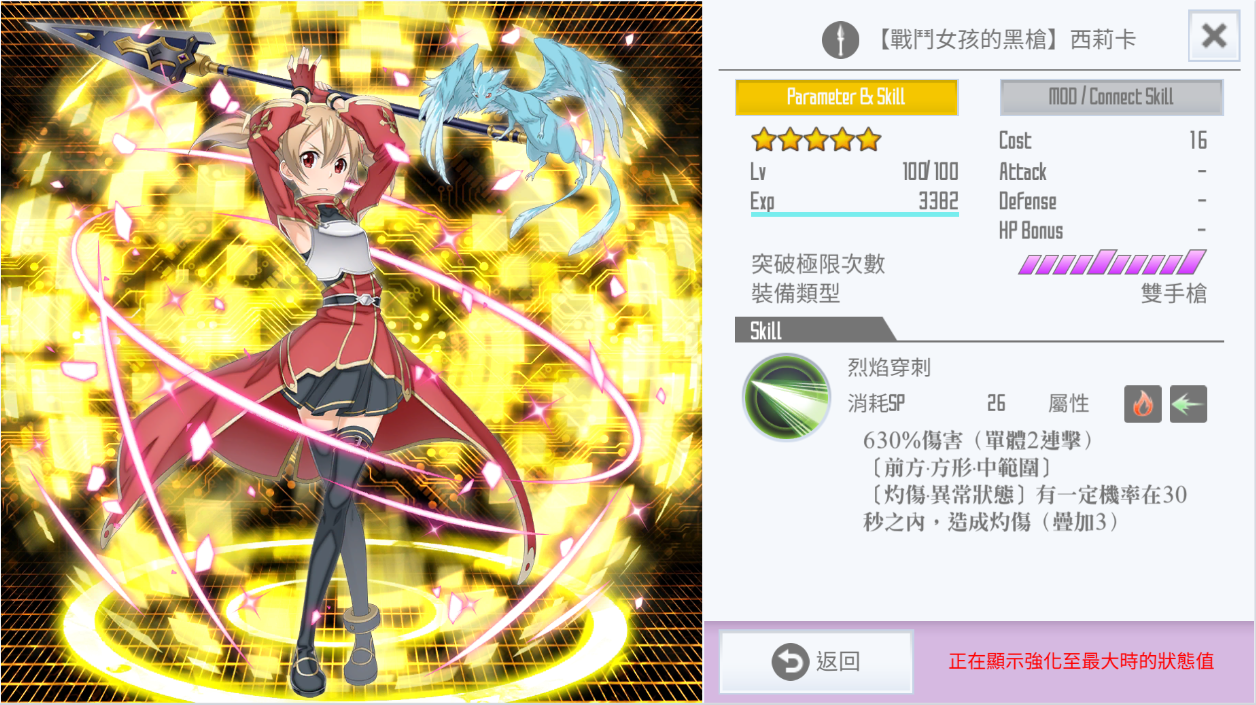 【戰鬥女孩的黑槍】西莉卡
Parameter & Skill
MOD / Connect Skill
Lv 100/100
Exp 3382
Cost 16
Attack -
Defense -
HP Bonus -
突破極限次數
裝備類型 雙手槍
Skill
烈焰穿刺
消耗SP 26 屬性
630%傷害（單體2連擊）
〔前方·方形·中範圍〕
〔灼傷·異常狀態〕有一定機率在30
秒之內，造成灼傷（疊加3）
返回
正在顯示強化至最大時的狀態值